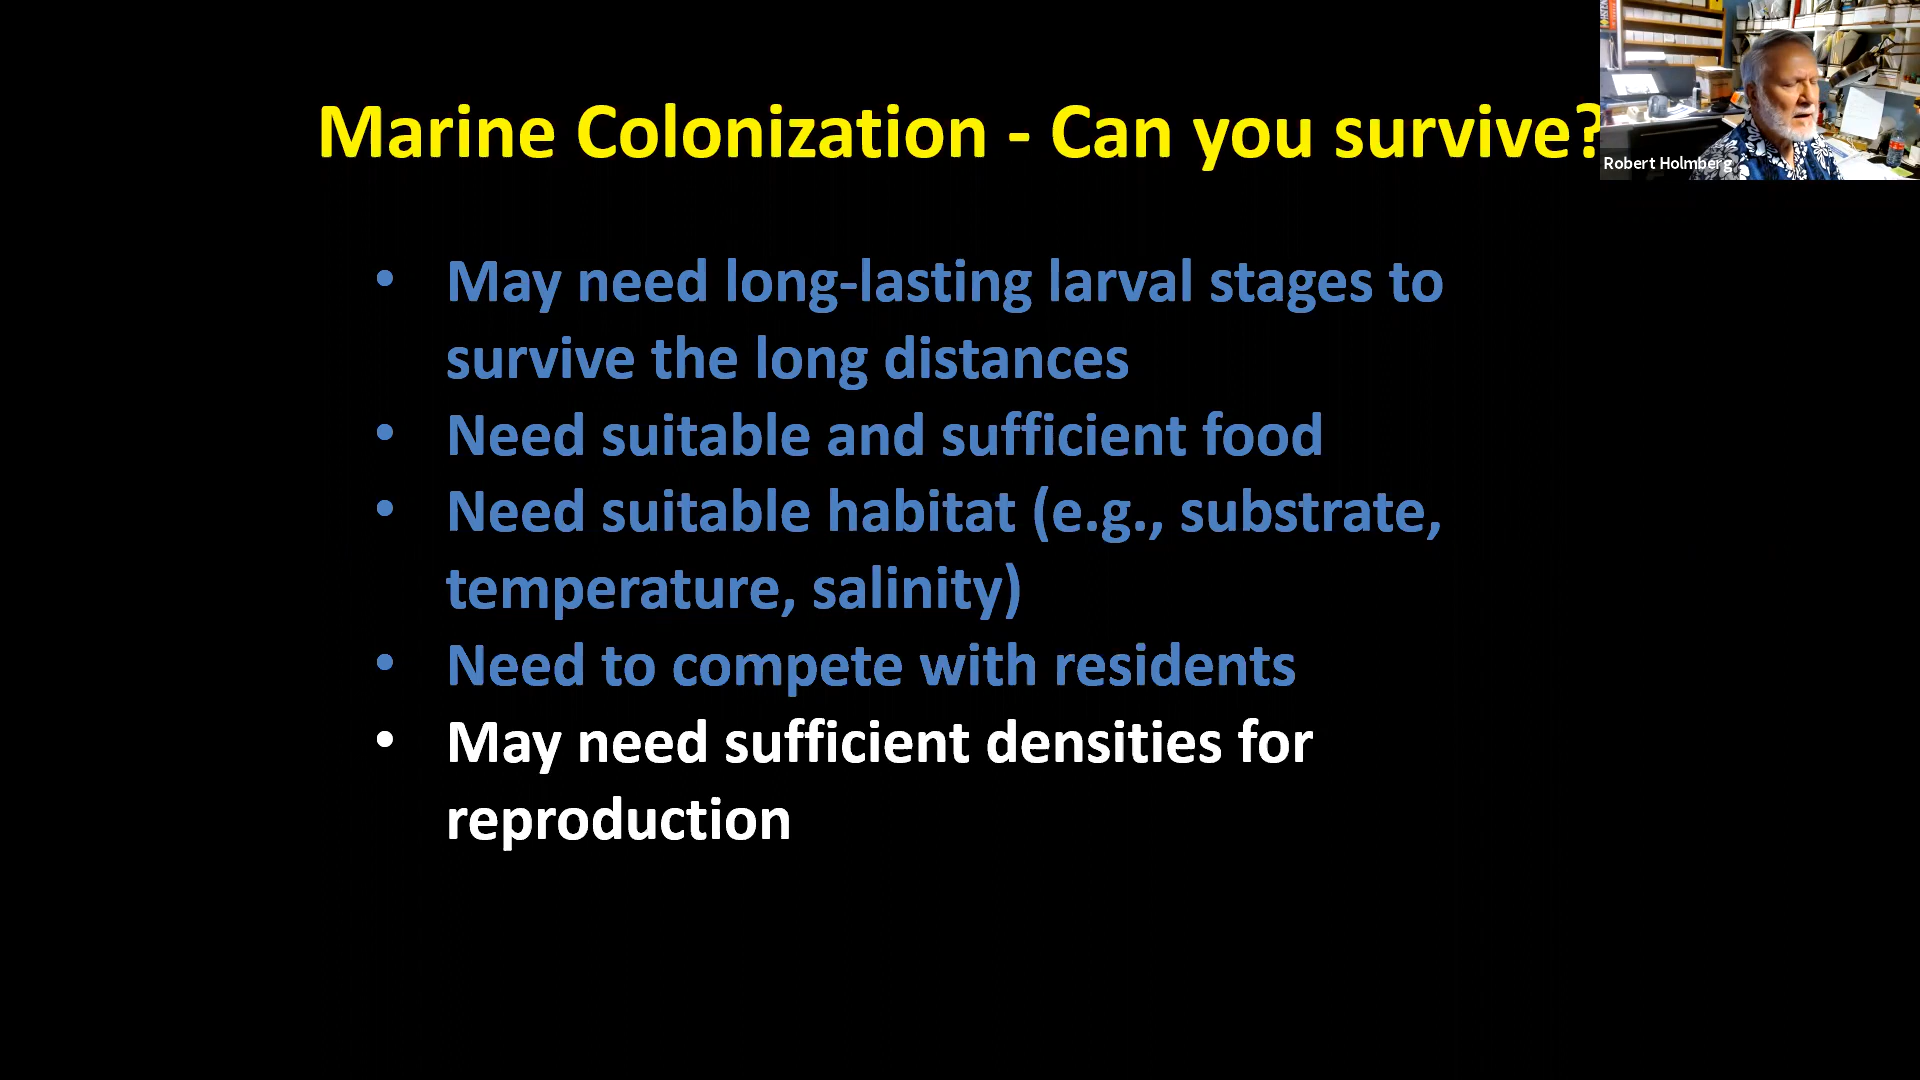 Marine Colonization - Can you survive?
Robert Holmberg
• May need long-lasting larval stages to
survive the long distances
• Need suitable and sufficient food
• Need suitable habitat (e.g., substrate,
temperature, salinity)
• Need to compete with residents
• May need sufficient densities for
reproduction